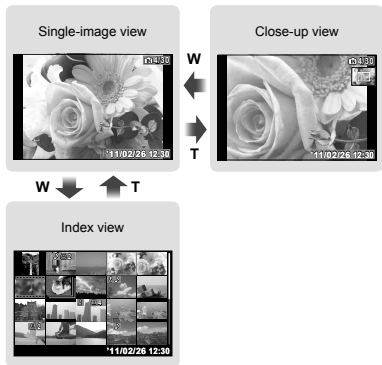 Single-image view
4/30
'11/02/26 12:30
W
T
Close-up view
4/30
'11/02/26 12:30
W
T
Index view
'11/02/26 12:30